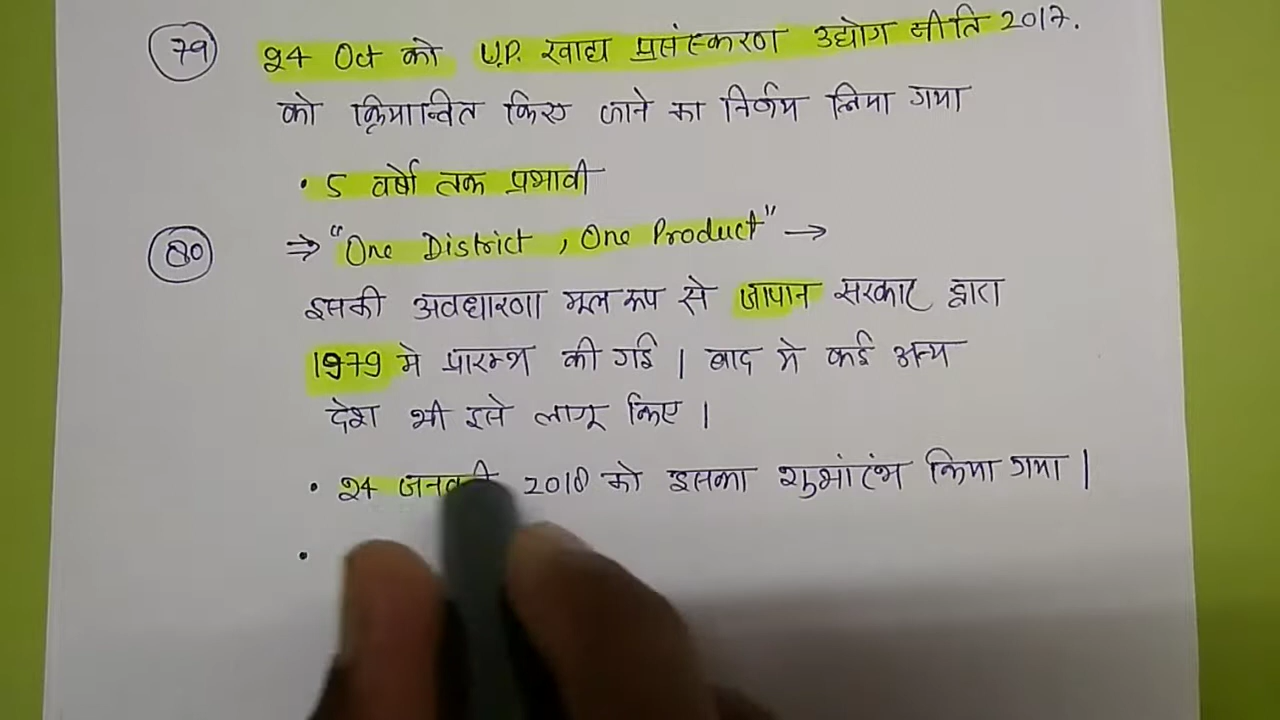 79 24 Oct को U.P. खाद्य प्रसंस्करण उद्योग नीति 2017.
को क्रियान्वित किए जाने का निर्णय लिया गया
• 5 वर्षो तक प्रभावी
80 ⇒ "One District, One Product" →
इसकी अवधारणा मूल रूप से जापान सरकार द्वारा
1979 मे प्रारम्भ की गई | बाद मे कई अन्य
देश भी इसे लागू किए |
• 24 जनवरी 2018 को इसका शुभांरंभ किया गया |
•